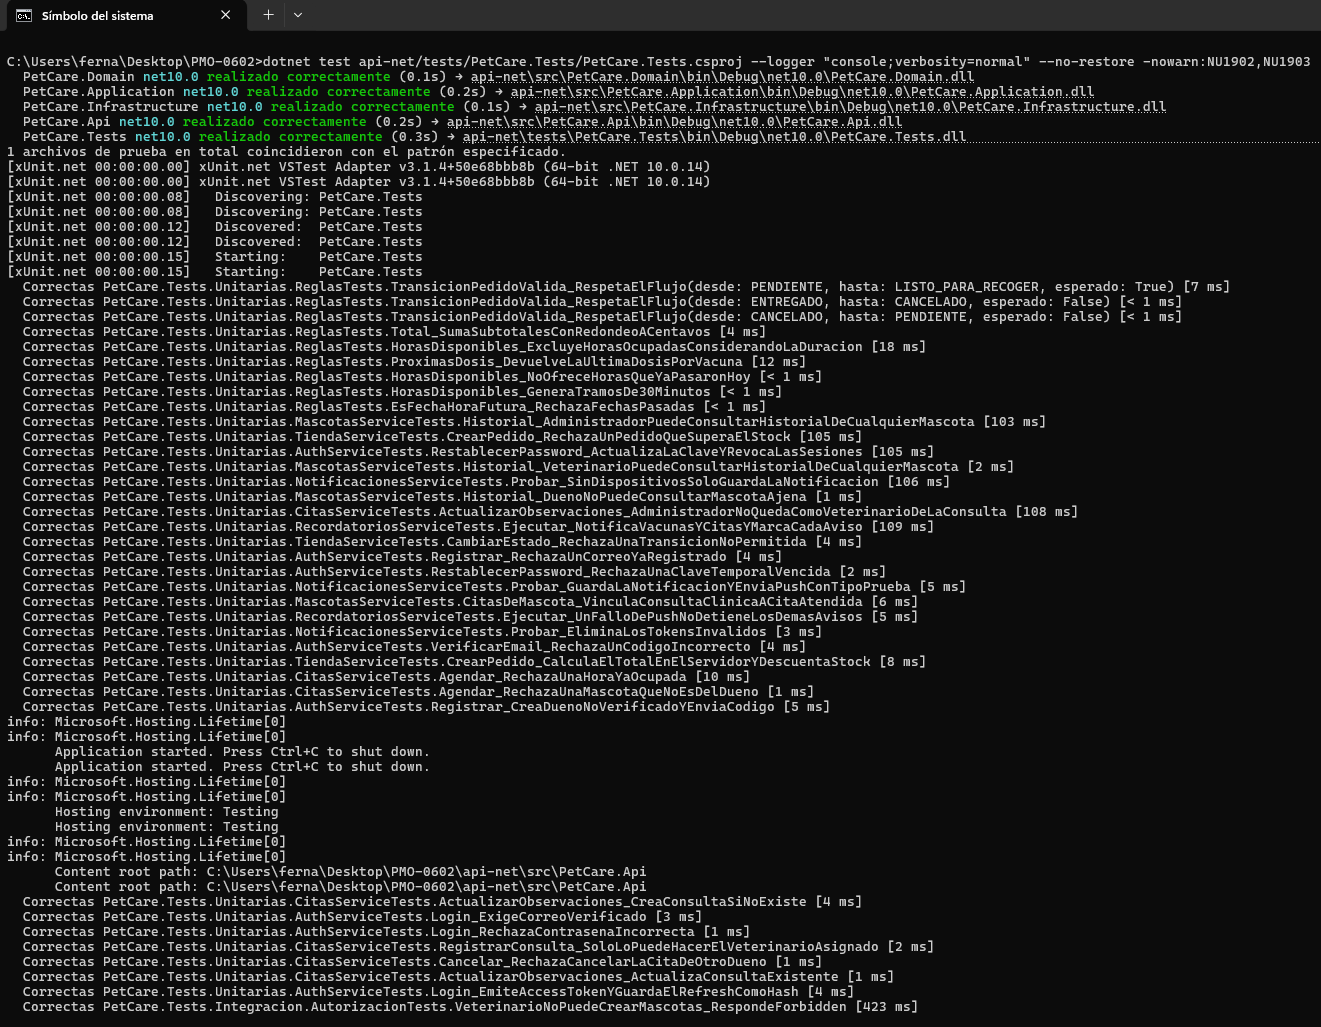 Símbolo del sistema
C:\Users\ferna\Desktop\PMO-0602>dotnet test api-net/tests/PetCare.Tests/PetCare.Tests.csproj --logger "console;verbosity=normal" --no-restore -nowarn:NU1902,NU1903
PetCare.Domain net10.0 realizado correctamente (0.1s) → api-net\src\PetCare.Domain\bin\Debug\net10.0\PetCare.Domain.dll
PetCare.Application net10.0 realizado correctamente (0.2s) → api-net\src\PetCare.Application\bin\Debug\net10.0\PetCare.Application.dll
PetCare.Infrastructure net10.0 realizado correctamente (0.1s) → api-net\src\PetCare.Infrastructure\bin\Debug\net10.0\PetCare.Infrastructure.dll
PetCare.Api net10.0 realizado correctamente (0.2s) → api-net\src\PetCare.Api\bin\Debug\net10.0\PetCare.Api.dll
PetCare.Tests net10.0 realizado correctamente (0.3s) → api-net\tests\PetCare.Tests\bin\Debug\net10.0\PetCare.Tests.dll
1 archivos de prueba en total coincidieron con el patrón especificado.
[xUnit.net 00:00:00.00] xUnit.net VSTest Adapter v3.1.4+50e68bbb8b (64-bit .NET 10.0.14)
[xUnit.net 00:00:00.00] xUnit.net VSTest Adapter v3.1.4+50e68bbb8b (64-bit .NET 10.0.14)
[xUnit.net 00:00:00.08]   Discovering: PetCare.Tests
[xUnit.net 00:00:00.08]   Discovering: PetCare.Tests
[xUnit.net 00:00:00.12]   Discovered:  PetCare.Tests
[xUnit.net 00:00:00.12]   Discovered:  PetCare.Tests
[xUnit.net 00:00:00.15]   Starting:    PetCare.Tests
[xUnit.net 00:00:00.15]   Starting:    PetCare.Tests
Correctas PetCare.Tests.Unitarias.ReglasTests.TransicionPedidoValida_RespetaElFlujo(desde: PENDIENTE, hasta: LISTO_PARA_RECOGER, esperado: True) [7 ms]
Correctas PetCare.Tests.Unitarias.ReglasTests.TransicionPedidoValida_RespetaElFlujo(desde: ENTREGADO, hasta: CANCELADO, esperado: False) [< 1 ms]
Correctas PetCare.Tests.Unitarias.ReglasTests.TransicionPedidoValida_RespetaElFlujo(desde: CANCELADO, hasta: PENDIENTE, esperado: False) [< 1 ms]
Correctas PetCare.Tests.Unitarias.ReglasTests.Total_SumaSubtotalesConRedondeoACentavos [4 ms]
Correctas PetCare.Tests.Unitarias.ReglasTests.HorasDisponibles_ExcluyeHorasOcupadasConsiderandoLaDuracion [18 ms]
Correctas PetCare.Tests.Unitarias.ReglasTests.ProximasDosis_DevuelveLaUltimaDosisPorVacuna [12 ms]
Correctas PetCare.Tests.Unitarias.ReglasTests.HorasDisponibles_NoOfreceHorasQueYaPasaronHoy [< 1 ms]
Correctas PetCare.Tests.Unitarias.ReglasTests.HorasDisponibles_GeneraTramosDe30Minutos [< 1 ms]
Correctas PetCare.Tests.Unitarias.ReglasTests.EsFechaHoraFutura_RechazaFechasPasadas [< 1 ms]
Correctas PetCare.Tests.Unitarias.MascotasServiceTests.Historial_AdministradorPuedeConsultarHistorialDeCualquierMascota [103 ms]
Correctas PetCare.Tests.Unitarias.TiendaServiceTests.CrearPedido_RechazaUnPedidoQueSuperaElStock [105 ms]
Correctas PetCare.Tests.Unitarias.AuthServiceTests.RestablecerPassword_ActualizaLaClaveYRevocaLasSesiones [105 ms]
Correctas PetCare.Tests.Unitarias.MascotasServiceTests.Historial_VeterinarioPuedeConsultarHistorialDeCualquierMascota [2 ms]
Correctas PetCare.Tests.Unitarias.NotificacionesServiceTests.Probar_SinDispositivosSoloGuardaLaNotificacion [106 ms]
Correctas PetCare.Tests.Unitarias.MascotasServiceTests.Historial_DuenoNoPuedeConsultarMascotaAjena [1 ms]
Correctas PetCare.Tests.Unitarias.CitasServiceTests.ActualizarObservaciones_AdministradorNoQuedaComoVeterinarioDeLaConsulta [108 ms]
Correctas PetCare.Tests.Unitarias.RecordatoriosServiceTests.Ejecutar_NotificaVacunasYCitasYMarcaCadaAviso [109 ms]
Correctas PetCare.Tests.Unitarias.TiendaServiceTests.CambiarEstado_RechazaUnaTransicionNoPermitida [4 ms]
Correctas PetCare.Tests.Unitarias.AuthServiceTests.Registrar_RechazaUnCorreoYaRegistrado [4 ms]
Correctas PetCare.Tests.Unitarias.AuthServiceTests.RestablecerPassword_RechazaUnaClaveTemporalVencida [2 ms]
Correctas PetCare.Tests.Unitarias.NotificacionesServiceTests.Probar_GuardaLaNotificacionYEnviaPushConTipoPrueba [5 ms]
Correctas PetCare.Tests.Unitarias.MascotasServiceTests.CitasDeMascota_VinculaConsultaClinicaACitaAtendida [6 ms]
Correctas PetCare.Tests.Unitarias.RecordatoriosServiceTests.Ejecutar_UnFalloDePushNoDetieneLosDemasAvisos [5 ms]
Correctas PetCare.Tests.Unitarias.NotificacionesServiceTests.Probar_EliminaLosTokensInvalidos [3 ms]
Correctas PetCare.Tests.Unitarias.AuthServiceTests.VerificarEmail_RechazaUnCodigoIncorrecto [4 ms]
Correctas PetCare.Tests.Unitarias.TiendaServiceTests.CrearPedido_CalculaElTotalEnElServidorYDescuentaStock [8 ms]
Correctas PetCare.Tests.Unitarias.CitasServiceTests.Agendar_RechazaUnaHoraYaOcupada [10 ms]
Correctas PetCare.Tests.Unitarias.CitasServiceTests.Agendar_RechazaUnaMascotaQueNoEsDelDueno [1 ms]
Correctas PetCare.Tests.Unitarias.AuthServiceTests.Registrar_CreaDuenoNoVerificadoYEnviaCodigo [5 ms]
info: Microsoft.Hosting.Lifetime[0]
info: Microsoft.Hosting.Lifetime[0]
Application started. Press Ctrl+C to shut down.
Application started. Press Ctrl+C to shut down.
info: Microsoft.Hosting.Lifetime[0]
info: Microsoft.Hosting.Lifetime[0]
Hosting environment: Testing
Hosting environment: Testing
info: Microsoft.Hosting.Lifetime[0]
info: Microsoft.Hosting.Lifetime[0]
Content root path: C:\Users\ferna\Desktop\PMO-0602\api-net\src\PetCare.Api
Content root path: C:\Users\ferna\Desktop\PMO-0602\api-net\src\PetCare.Api
Correctas PetCare.Tests.Unitarias.CitasServiceTests.ActualizarObservaciones_CreaConsultaSiNoExiste [4 ms]
Correctas PetCare.Tests.Unitarias.AuthServiceTests.Login_ExigeCorreoVerificado [3 ms]
Correctas PetCare.Tests.Unitarias.AuthServiceTests.Login_RechazaContrasenaIncorrecta [1 ms]
Correctas PetCare.Tests.Unitarias.CitasServiceTests.RegistrarConsulta_SoloLoPuedeHacerElVeterinarioAsignado [2 ms]
Correctas PetCare.Tests.Unitarias.CitasServiceTests.Cancelar_RechazaCancelarLaCitaDeOtroDueno [1 ms]
Correctas PetCare.Tests.Unitarias.CitasServiceTests.ActualizarObservaciones_ActualizaConsultaExistente [1 ms]
Correctas PetCare.Tests.Unitarias.AuthServiceTests.Login_EmiteAccessTokenYGuardaElRefreshComoHash [4 ms]
Correctas PetCare.Tests.Integracion.AutorizacionTests.VeterinarioNoPuedeCrearMascotas_RespondeForbidden [423 ms]